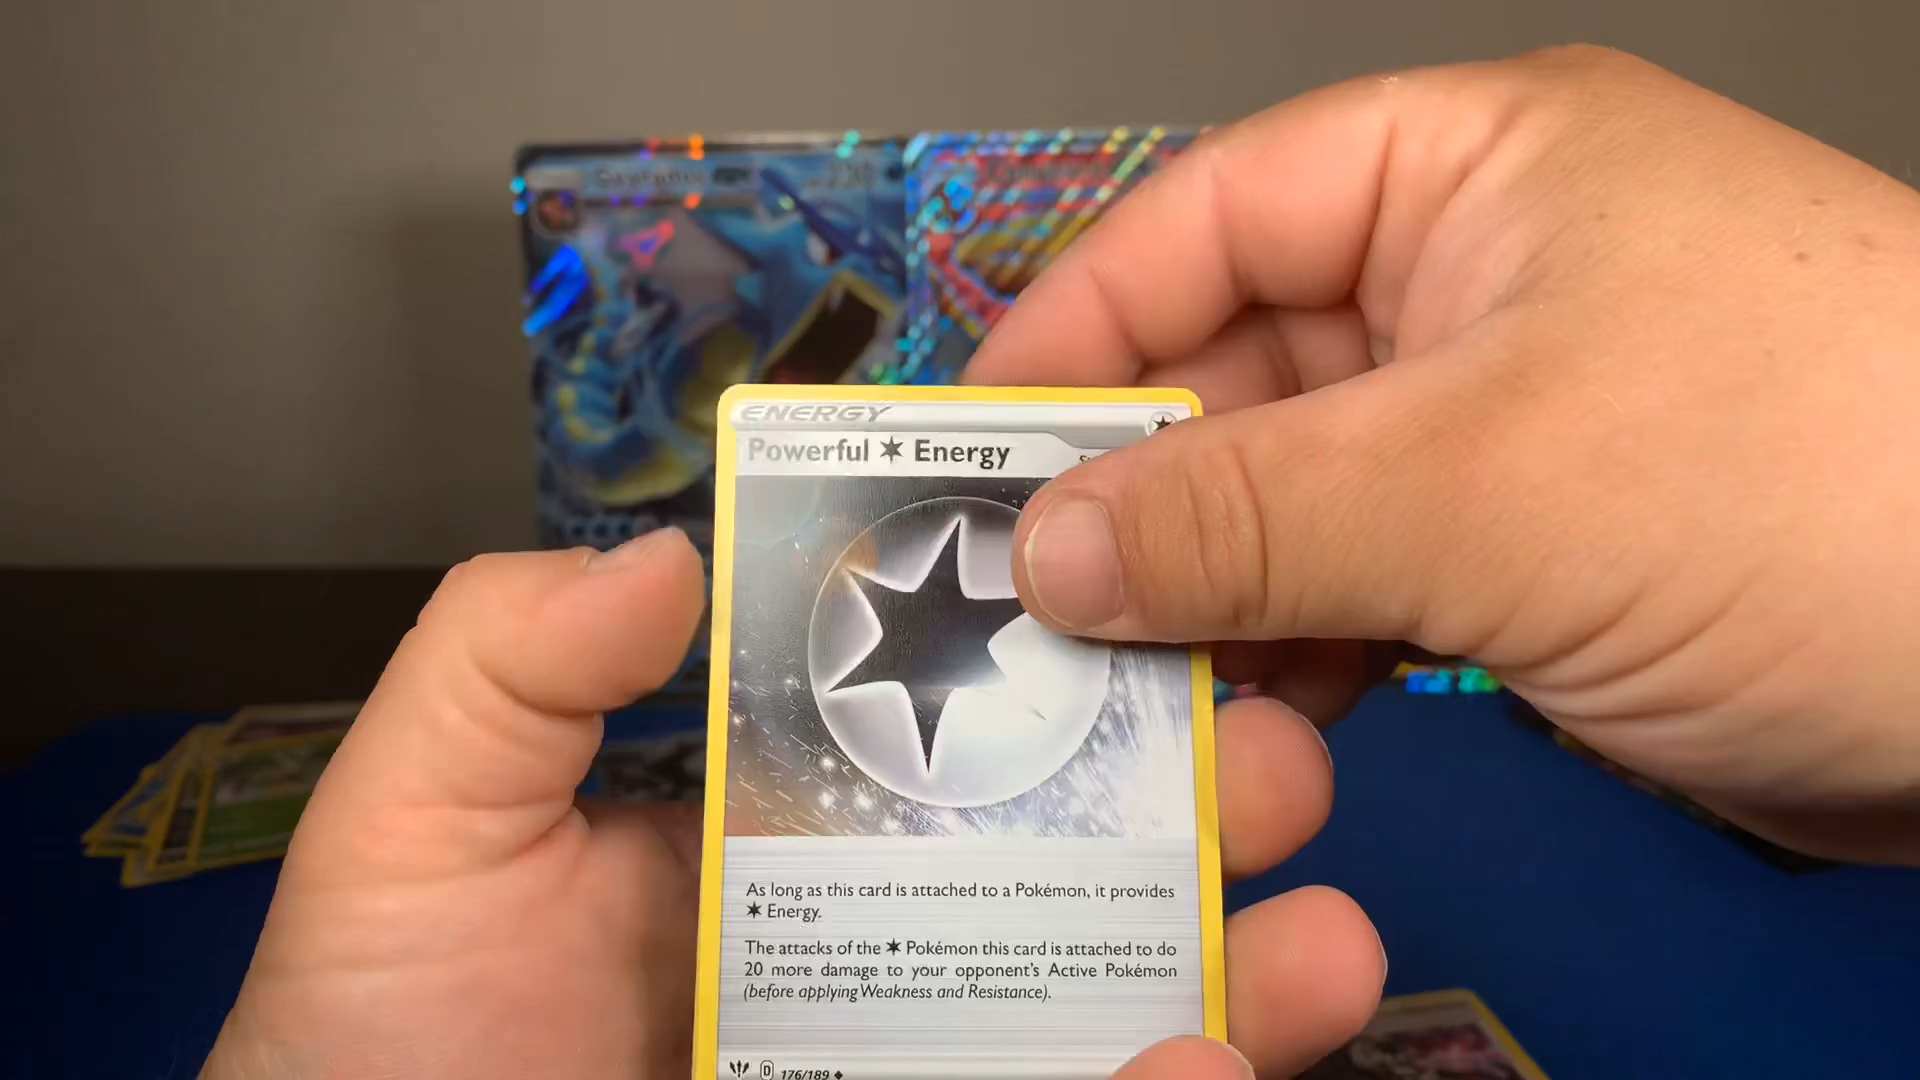 ENERGY
Powerful ✶ Energy
As long as this card is attached to a Pokémon, it provides
✶ Energy.
The attacks of the ✶ Pokémon this card is attached to do
20 more damage to your opponent's Active Pokémon
(before applying Weakness and Resistance).
D 176/189 ◆